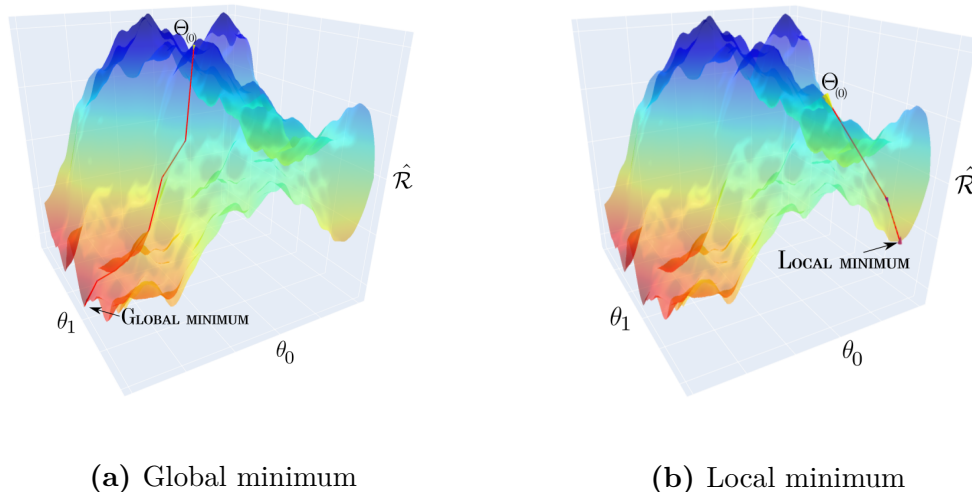 Θ(0)
R̂
GLOBAL MINIMUM
θ1
θ0
(a) Global minimum
Θ(0)
R̂
LOCAL MINIMUM
θ1
θ0
(b) Local minimum